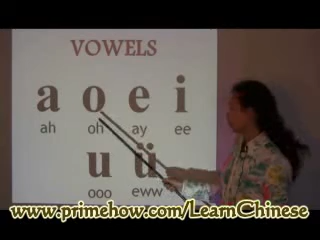 VOWELS
a o e i
ah oh ay ee
u ü
ooo eww
www.primehow.com/LearnChinese